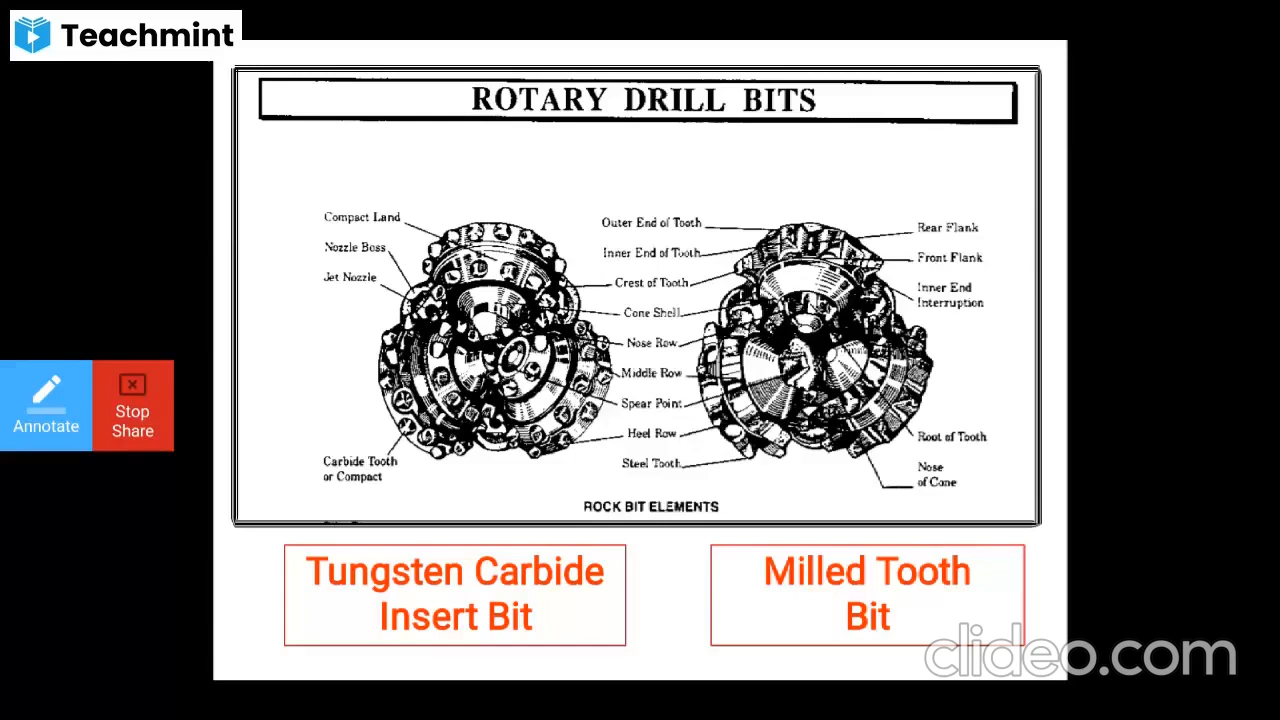 Teachmint
ROTARY DRILL BITS
Compact Land
Nozzle Boss
Jet Nozzle
Carbide Tooth
or Compact
Outer End of Tooth
Inner End of Tooth
Crest of Tooth
Cone Shell
Nose Row
Middle Row
Spear Point
Heel Row
Steel Tooth
Rear Flank
Front Flank
Inner End
Interruption
Root of Tooth
Nose
of Cone
ROCK BIT ELEMENTS
Annotate
Stop
Share
Tungsten Carbide
Insert Bit
Milled Tooth
Bit
clideo.com